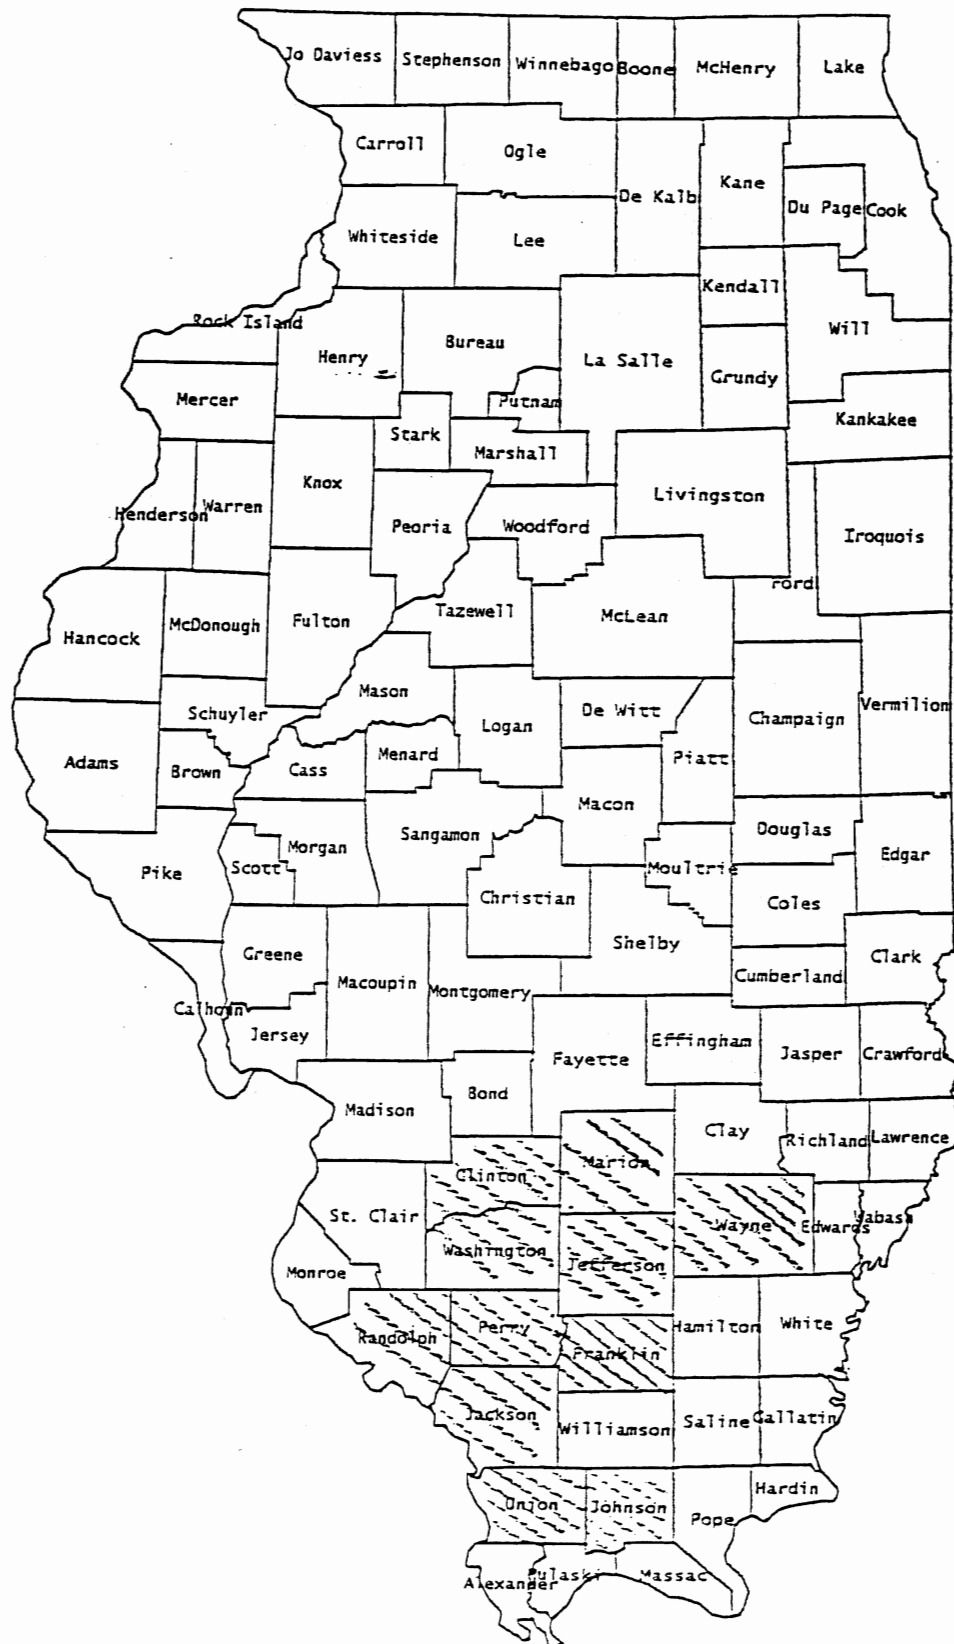 Jo Daviess Stephenson Winnebago Boone McHenry Lake
Carroll Ogle De Kalb Kane Du Page Cook
Whiteside Lee Kendall
Rock Island Henry Bureau La Salle Grundy Will
Mercer Stark Putnam Marshall Kankakee
Henderson Warren Knox Peoria Woodford Livingston Iroquois
Hancock McDonough Fulton Tazewell McLean Ford
Schuyler Mason Logan De Witt Champaign Vermilion
Adams Brown Cass Menard Macon Piatt
Pike Scott Morgan Sangamon Christian Moultrie Douglas Edgar
Greene Macoupin Montgomery Shelby Coles Clark
Calhoun Jersey Cumberland
Fayette Effingham Jasper Crawford
Madison Bond Clay Richland Lawrence
Clinton Marion
St. Clair Washington Jefferson Wayne Edwards Wabash
Monroe Randolph Perry Franklin Hamilton White
Jackson Williamson Saline Gallatin
Union Johnson Pope Hardin
Alexander Pulaski Massac